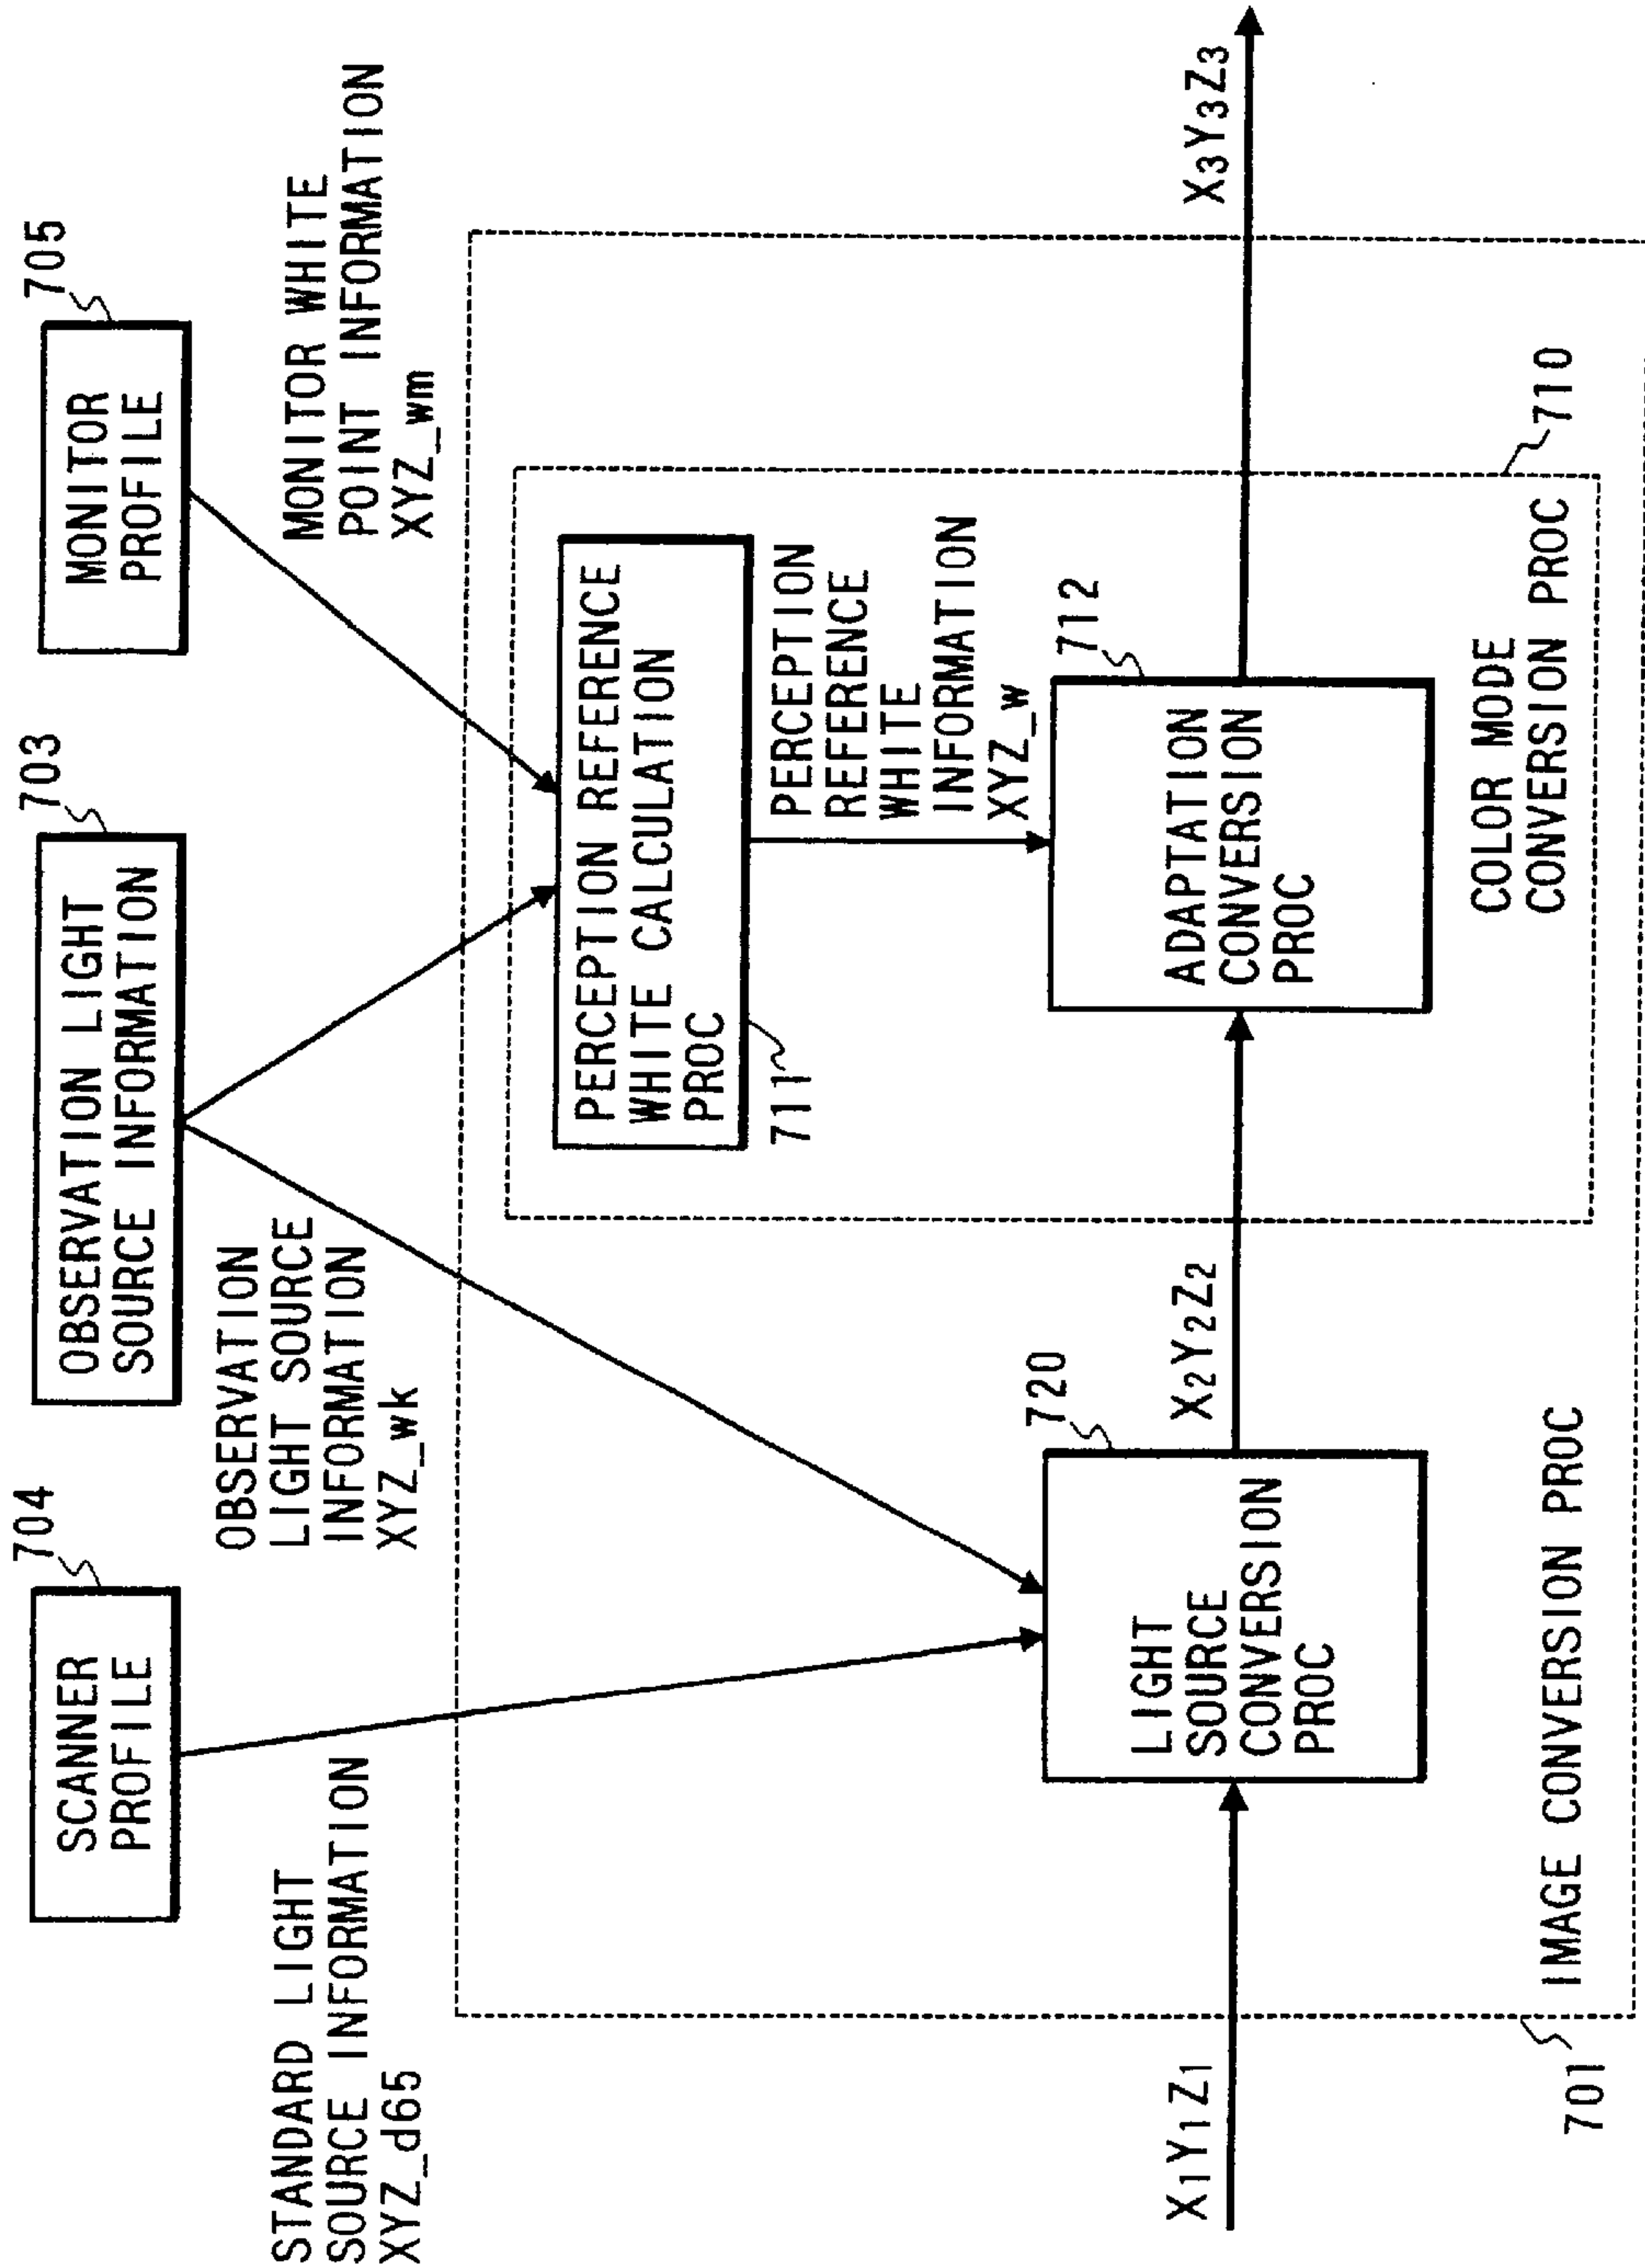 704
SCANNER
PROFILE
703
OBSERVATION LIGHT
SOURCE INFORMATION
705
MONITOR
PROFILE
STANDARD LIGHT
SOURCE INFORMATION
XYZ_d65
OBSERVATION
LIGHT SOURCE
INFORMATION
XYZ_wk
MONITOR WHITE
POINT INFORMATION
XYZ_wm
PERCEPTION REFERENCE
WHITE CALCULATION
PROC
711
PERCEPTION
REFERENCE
WHITE
INFORMATION
XYZ_w
X₁Y₁Z₁
720
LIGHT
SOURCE
CONVERSION
PROC
X₂Y₂Z₂
712
ADAPTATION
CONVERSION
PROC
X₃Y₃Z₃
COLOR MODE
CONVERSION PROC
710
IMAGE CONVERSION PROC
701